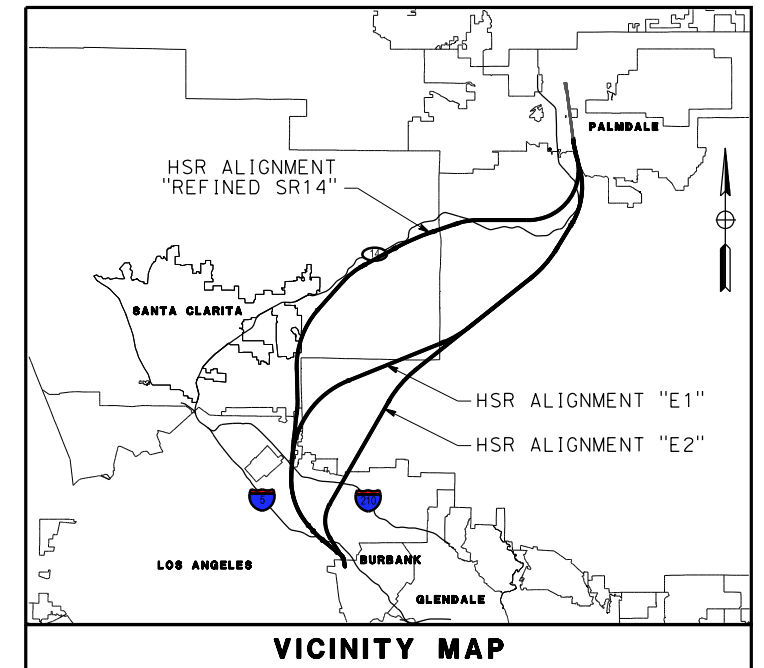 PALMDALE
HSR ALIGNMENT
"REFINED SR14"
14
SANTA CLARITA
HSR ALIGNMENT "E1"
HSR ALIGNMENT "E2"
5
210
LOS ANGELES
BURBANK
GLENDALE
VICINITY MAP